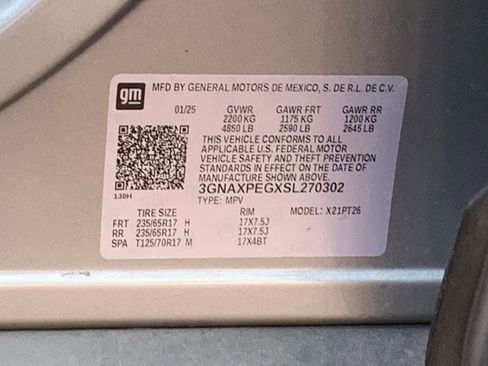 gm
MFD BY GENERAL MOTORS DE MEXICO, S. DE R.L. DE C.V.
01/25 GVWR GAWR FRT GAWR RR
2200 KG 1175 KG 1200 KG
4850 LB 2590 LB 2645 LB
THIS VEHICLE CONFORMS TO ALL
APPLICABLE U.S. FEDERAL MOTOR
VEHICLE SAFETY AND THEFT PREVENTION
STANDARDS IN EFFECT ON THE DATE
OF MANUFACTURE SHOWN ABOVE.
130H
3GNAXPEGXSL270302
TYPE: MPV MODEL: X21PT26
TIRE SIZE RIM
FRT 235/65R17 H 17X7.5J
RR 235/65R17 H 17X7.5J
SPA T125/70R17 M 17X4BT